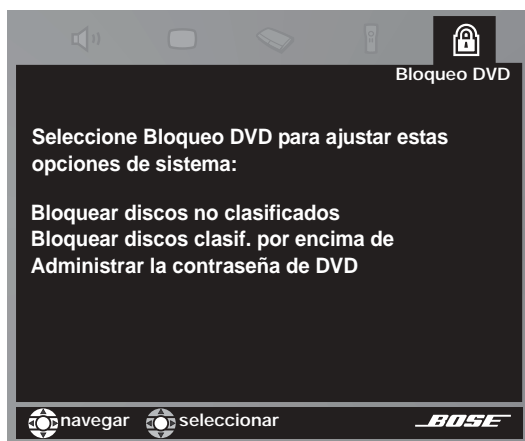 Bloqueo DVD
Seleccione Bloqueo DVD para ajustar estas
opciones de sistema:
Bloquear discos no clasificados
Bloquear discos clasif. por encima de
Administrar la contraseña de DVD
navegar seleccionar BOSE